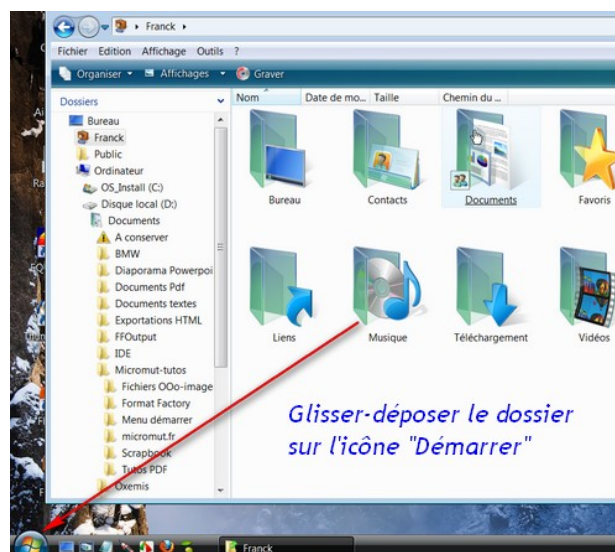 Franck
Fichier Edition Affichage Outils ?
Organiser Affichages Graver
Dossiers
Nom Date de mo... Taille Chemin du ...
Bureau
Franck
Public
Ordinateur
OS_Install (C:)
Disque local (D:)
Documents
A conserver
BMW
Diaporama Powerpoi
Documents Pdf
Documents textes
Exportations HTML
FFOutput
IDE
Micromut-tutos
Fichiers OOo-image
Format Factory
Menu démarrer
micromut.fr
Scrapbook
Tutos PDF
Oxemis
Bureau Contacts Documents Favoris
Liens Musique Téléchargement Vidéos
Glisser-déposer le dossier
sur l'icône "Démarrer"
Franck